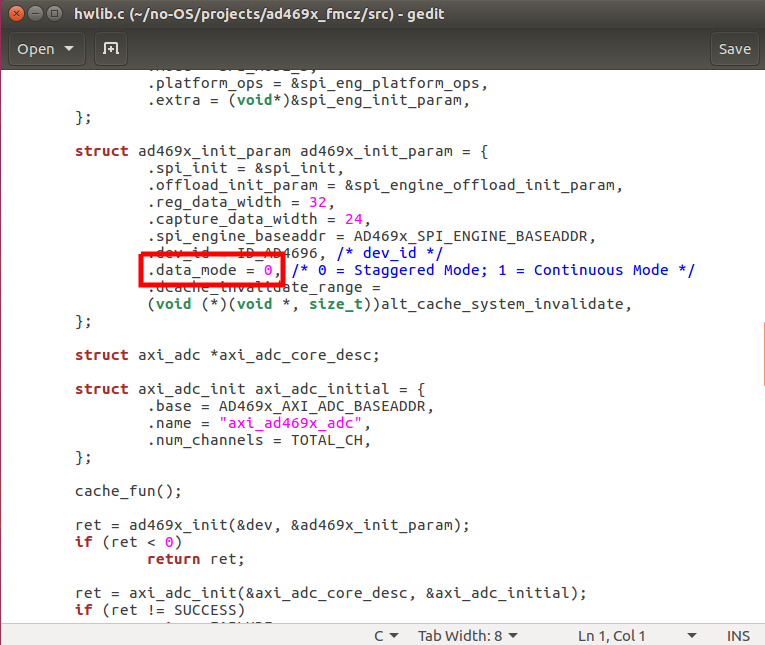 hwlib.c (~/no-OS/projects/ad469x_fmcz/src) - gedit
Open
Save
.platform_ops = &spi_eng_platform_ops,
.extra = (void*)&spi_eng_init_param,
};
struct ad469x_init_param ad469x_init_param = {
.spi_init = &spi_init,
.offload_init_param = &spi_engine_offload_init_param,
.reg_data_width = 32,
.capture_data_width = 24,
.spi_engine_baseaddr = AD469x_SPI_ENGINE_BASEADDR,
.dev_id = ID_AD4696, /* dev_id */
.data_mode = 0, /* 0 = Staggered Mode; 1 = Continuous Mode */
.dcache_invalidate_range =
(void (*)(void *, size_t))alt_cache_system_invalidate,
};
struct axi_adc *axi_adc_core_desc;
struct axi_adc_init axi_adc_initial = {
.base = AD469x_AXI_ADC_BASEADDR,
.name = "axi_ad469x_adc",
.num_channels = TOTAL_CH,
};
cache_fun();
ret = ad469x_init(&dev, &ad469x_init_param);
if (ret < 0)
return ret;
ret = axi_adc_init(&axi_adc_core_desc, &axi_adc_initial);
if (ret != SUCCESS)
C Tab Width: 8 Ln 1, Col 1 INS